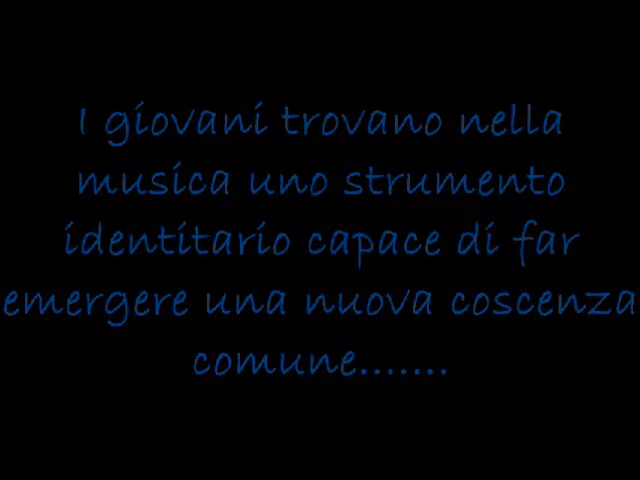 I giovani trovano nella
musica uno strumento
identitario capace di far
emergere una nuova coscenza
comune.......